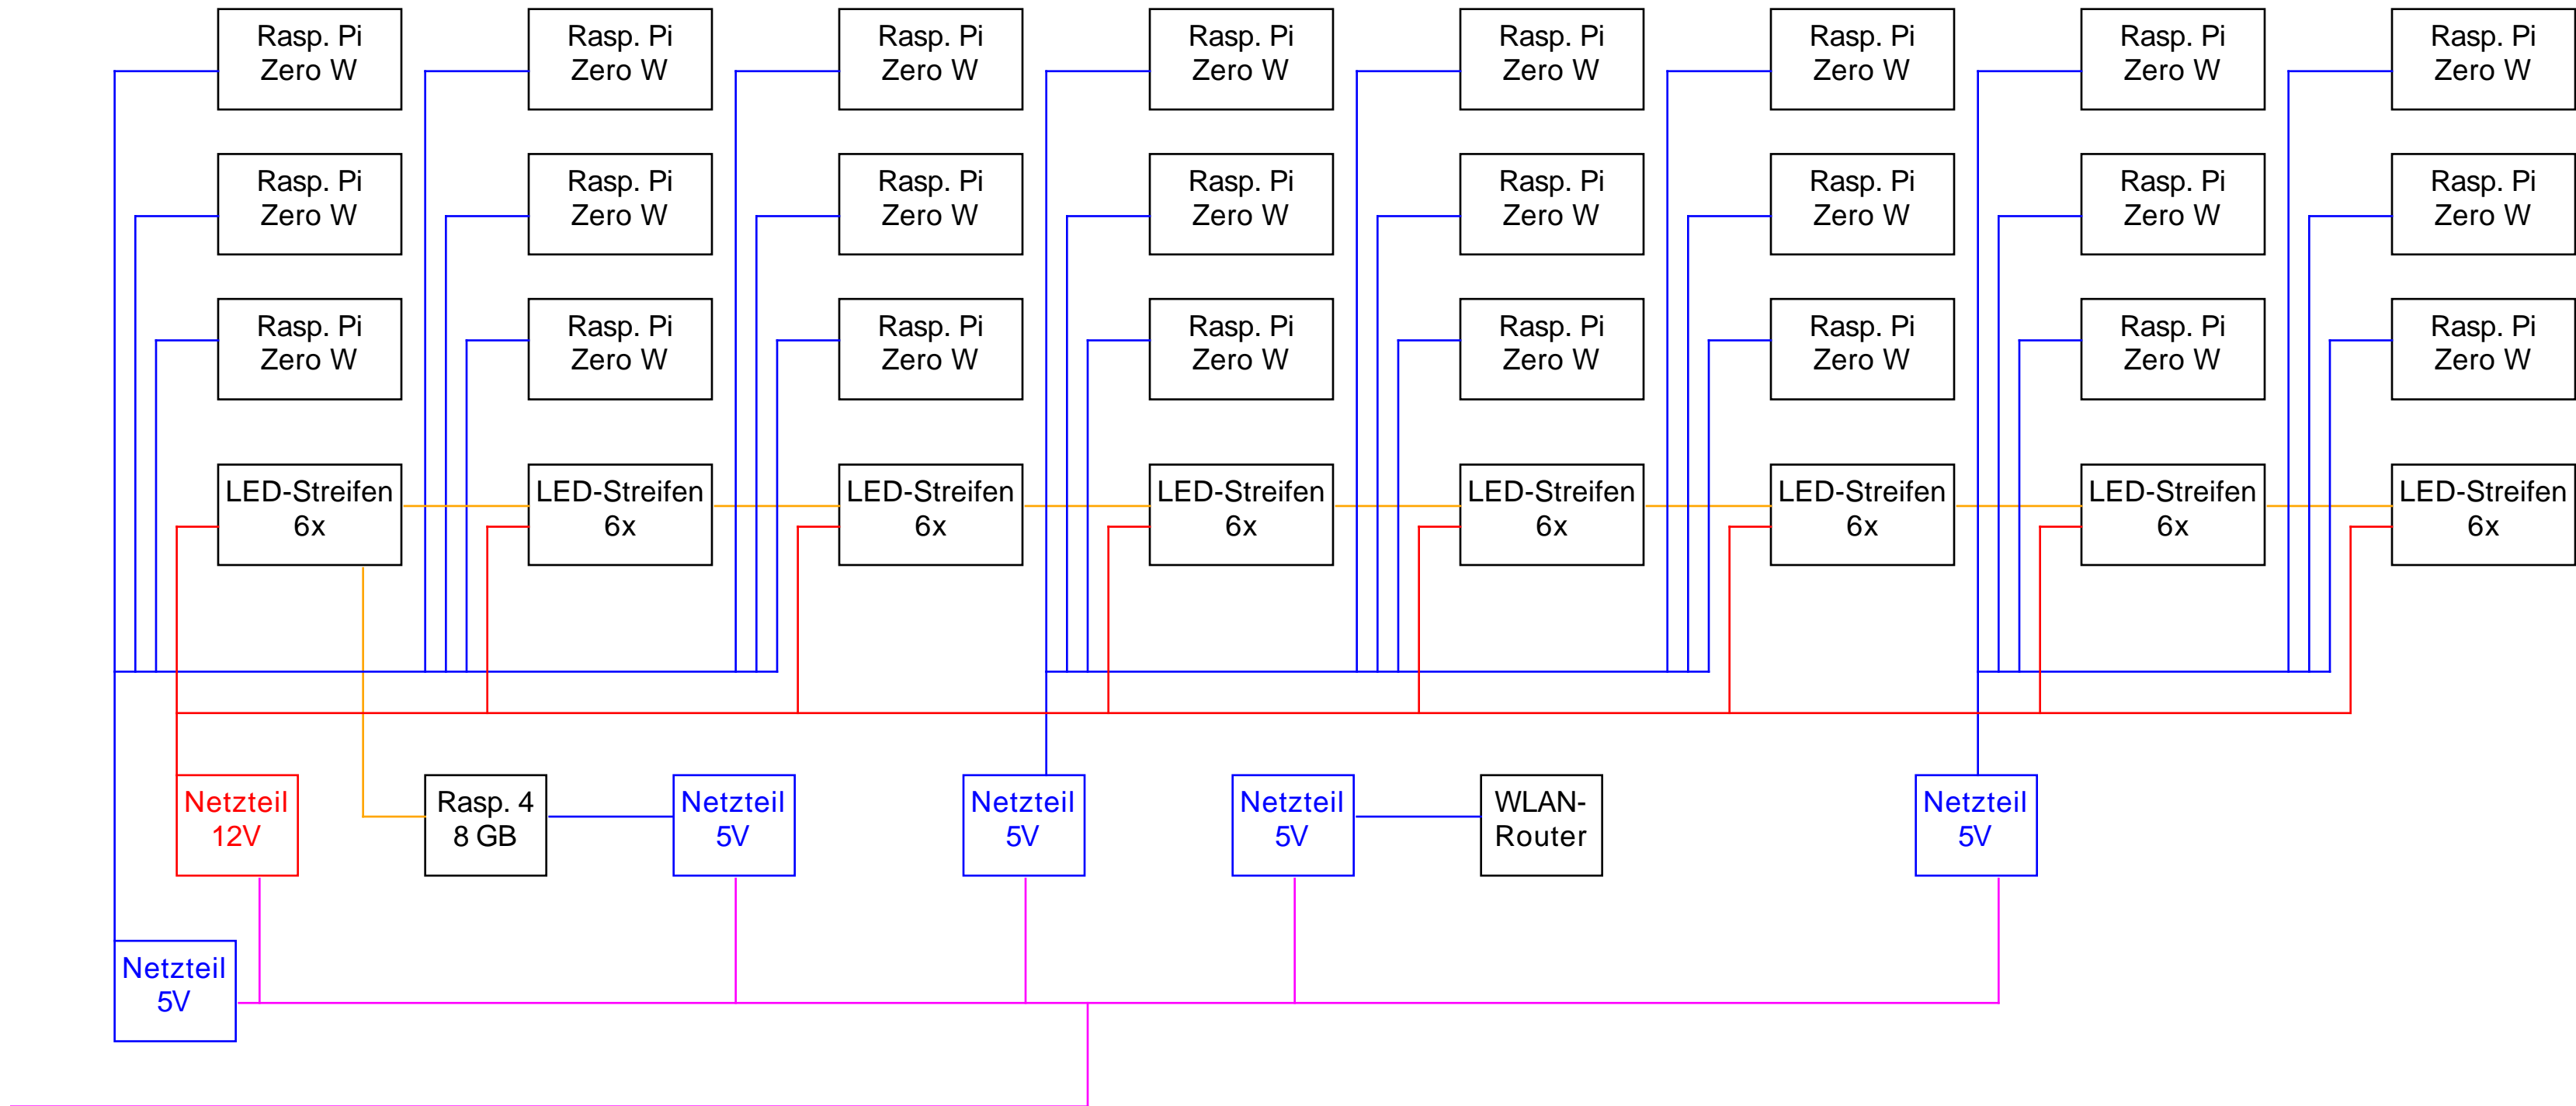 Rasp. Pi
Zero W
Rasp. Pi
Zero W
Rasp. Pi
Zero W
Rasp. Pi
Zero W
Rasp. Pi
Zero W
Rasp. Pi
Zero W
Rasp. Pi
Zero W
Rasp. Pi
Zero W
Rasp. Pi
Zero W
Rasp. Pi
Zero W
Rasp. Pi
Zero W
Rasp. Pi
Zero W
Rasp. Pi
Zero W
Rasp. Pi
Zero W
Rasp. Pi
Zero W
Rasp. Pi
Zero W
Rasp. Pi
Zero W
Rasp. Pi
Zero W
Rasp. Pi
Zero W
Rasp. Pi
Zero W
Rasp. Pi
Zero W
Rasp. Pi
Zero W
Rasp. Pi
Zero W
Rasp. Pi
Zero W
LED-Streifen
6x
LED-Streifen
6x
LED-Streifen
6x
LED-Streifen
6x
LED-Streifen
6x
LED-Streifen
6x
LED-Streifen
6x
LED-Streifen
6x
Netzteil
12V
Rasp. 4
8 GB
Netzteil
5V
Netzteil
5V
Netzteil
5V
WLAN-
Router
Netzteil
5V
Netzteil
5V